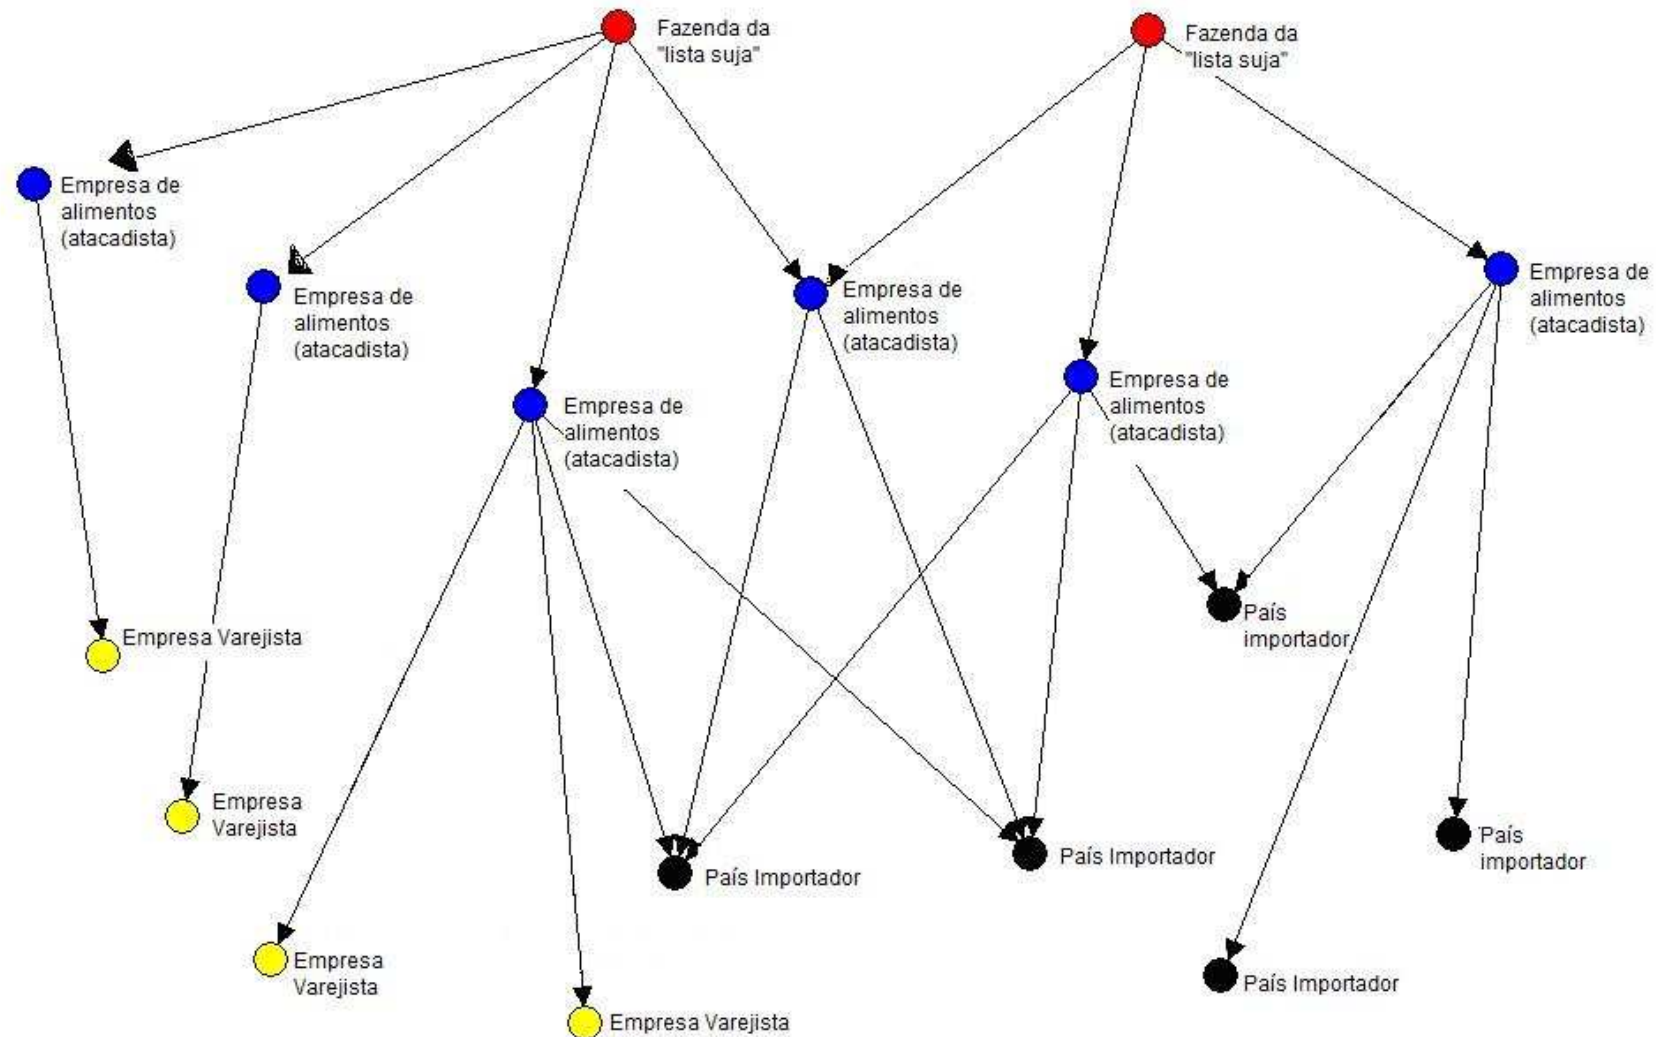 Fazenda da
"lista suja"
Fazenda da
"lista suja"
Empresa de
alimentos
(atacadista)
Empresa de
alimentos
(atacadista)
Empresa de
alimentos
(atacadista)
Empresa de
alimentos
(atacadista)
Empresa de
alimentos
(atacadista)
Empresa de
alimentos
(atacadista)
País
importador
Empresa Varejista
Empresa
Varejista
País Importador
País Importador
País
importador
Empresa
Varejista
País Importador
Empresa Varejista